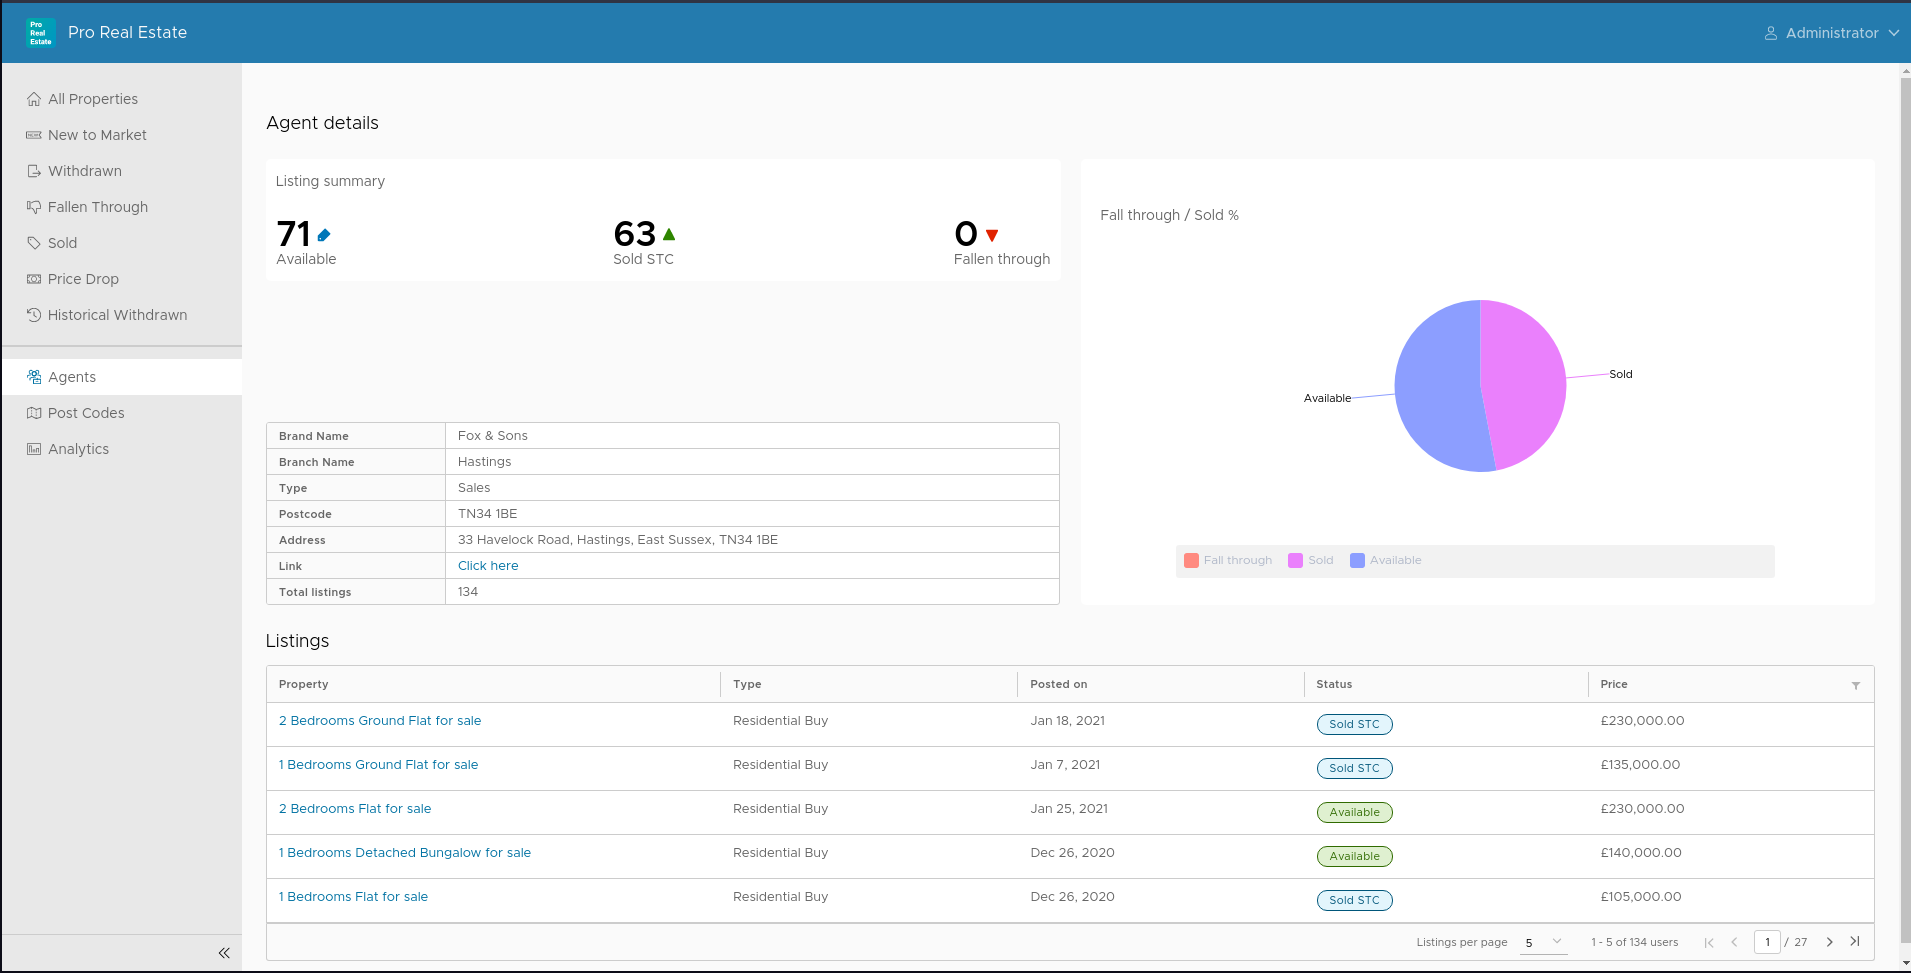 Pro
Real
Estate
Pro Real Estate
Administrator
All Properties
New to Market
Withdrawn
Fallen Through
Sold
Price Drop
Historical Withdrawn
Agents
Post Codes
Analytics
Agent details
Listing summary
71
Available
63
Sold STC
0
Fallen through
Fall through / Sold %
Available
Sold
Fall through Sold Available
Brand Name Fox & Sons
Branch Name Hastings
Type Sales
Postcode TN34 1BE
Address 33 Havelock Road, Hastings, East Sussex, TN34 1BE
Link Click here
Total listings 134
Listings
Property Type Posted on Status Price
2 Bedrooms Ground Flat for sale Residential Buy Jan 18, 2021 Sold STC £230,000.00
1 Bedrooms Ground Flat for sale Residential Buy Jan 7, 2021 Sold STC £135,000.00
2 Bedrooms Flat for sale Residential Buy Jan 25, 2021 Available £230,000.00
1 Bedrooms Detached Bungalow for sale Residential Buy Dec 26, 2020 Available £140,000.00
1 Bedrooms Flat for sale Residential Buy Dec 26, 2020 Sold STC £105,000.00
Listings per page 5 1 - 5 of 134 users 1 / 27